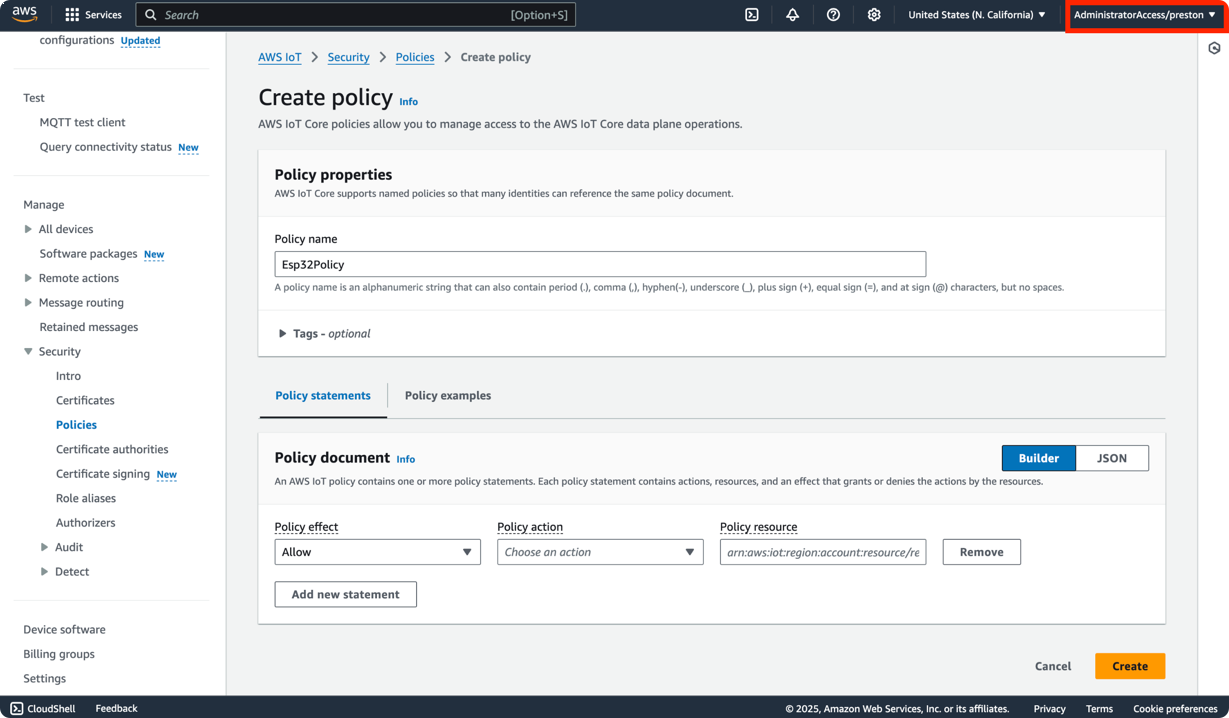 aws
Services
Search
[Option+S]
United States (N. California)
AdministratorAccess/preston
configurations Updated
Test
MQTT test client
Query connectivity status New
Manage
All devices
Software packages New
Remote actions
Message routing
Retained messages
Security
Intro
Certificates
Policies
Certificate authorities
Certificate signing New
Role aliases
Authorizers
Audit
Detect
Device software
Billing groups
Settings
AWS IoT > Security > Policies > Create policy
Create policy Info
AWS IoT Core policies allow you to manage access to the AWS IoT Core data plane operations.
Policy properties
AWS IoT Core supports named policies so that many identities can reference the same policy document.
Policy name
Esp32Policy
A policy name is an alphanumeric string that can also contain period (.), comma (,), hyphen(-), underscore (_), plus sign (+), equal sign (=), and at sign (@) characters, but no spaces.
Tags - optional
Policy statements
Policy examples
Policy document Info
Builder
JSON
An AWS IoT policy contains one or more policy statements. Each policy statement contains actions, resources, and an effect that grants or denies the actions by the resources.
Policy effect
Policy action
Policy resource
Allow
Choose an action
arn:aws:iot:region:account:resource/re
Remove
Add new statement
Cancel
Create
CloudShell
Feedback
© 2025, Amazon Web Services, Inc. or its affiliates.
Privacy
Terms
Cookie preferences